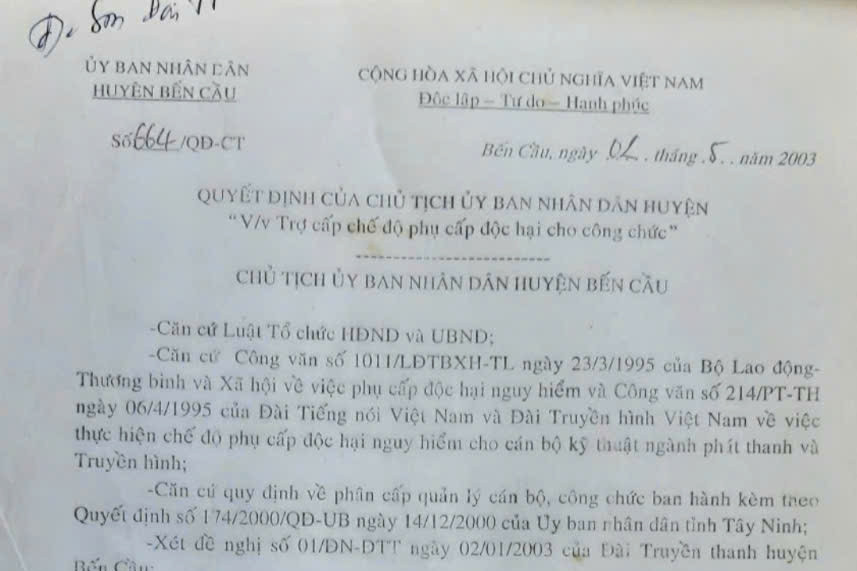 Đ. Sơn Đài TT
ỦY BAN NHÂN DÂN
HUYỆN BẾN CẦU
CỘNG HÒA XÃ HỘI CHỦ NGHĨA VIỆT NAM
Độc lập – Tự do – Hạnh phúc
Số 664/QĐ-CT
Bến Cầu, ngày 02. tháng .5. . năm 2003
QUYẾT ĐỊNH CỦA CHỦ TỊCH ỦY BAN NHÂN DÂN HUYỆN
“V/v Trợ cấp chế độ phụ cấp độc hại cho công chức”
CHỦ TỊCH ỦY BAN NHÂN DÂN HUYỆN BẾN CẦU
-Căn cứ Luật Tổ chức HĐND và UBND;
-Căn cứ Công văn số 1011/LĐTBXH-TL ngày 23/3/1995 của Bộ Lao động-
Thương binh và Xã hội về việc phụ cấp độc hại nguy hiểm và Công văn số 214/PT-TH
ngày 06/4/1995 của Đài Tiếng nói Việt Nam và Đài Truyền hình Việt Nam về việc
thực hiện chế độ phụ cấp độc hại nguy hiểm cho cán bộ kỹ thuật ngành phát thanh và
Truyền hình;
-Căn cứ quy định về phân cấp quản lý cán bộ, công chức ban hành kèm theo
Quyết định số 174/2000/QĐ-UB ngày 14/12/2000 của Ủy ban nhân dân tỉnh Tây Ninh;
-Xét đề nghị số 01/ĐN-ĐTT ngày 02/01/2003 của Đài Truyền thanh huyện
Bến Cầu;